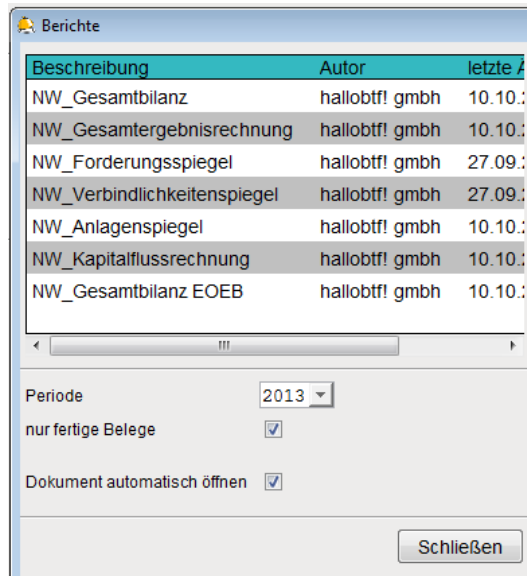 Berichte
Beschreibung Autor letzte Ä
NW_Gesamtbilanz hallobtf! gmbh 10.10.2
NW_Gesamtergebnisrechnung hallobtf! gmbh 10.10.2
NW_Forderungsspiegel hallobtf! gmbh 27.09.2
NW_Verbindlichkeitenspiegel hallobtf! gmbh 27.09.2
NW_Anlagenspiegel hallobtf! gmbh 10.10.2
NW_Kapitalflussrechnung hallobtf! gmbh 10.10.2
NW_Gesamtbilanz EOEB hallobtf! gmbh 10.10.2
Periode 2013
nur fertige Belege
Dokument automatisch öffnen
Schließen